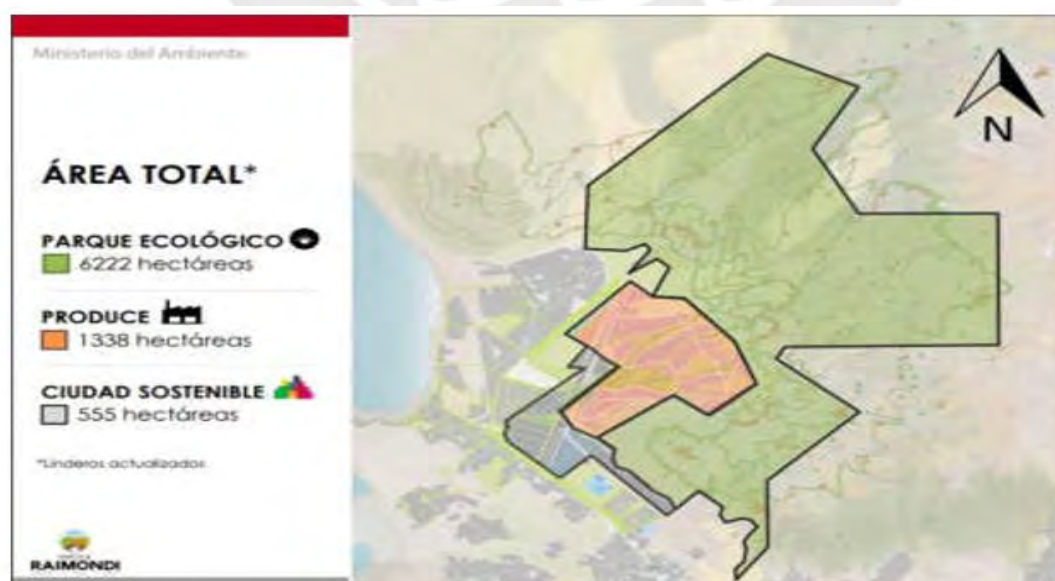 Ministerio del Ambiente
ÁREA TOTAL*
PARQUE ECOLÓGICO
6222 hectáreas
PRODUCE
1338 hectáreas
CIUDAD SOSTENIBLE
555 hectáreas
*Linderos actualizados
RAIMONDI
N